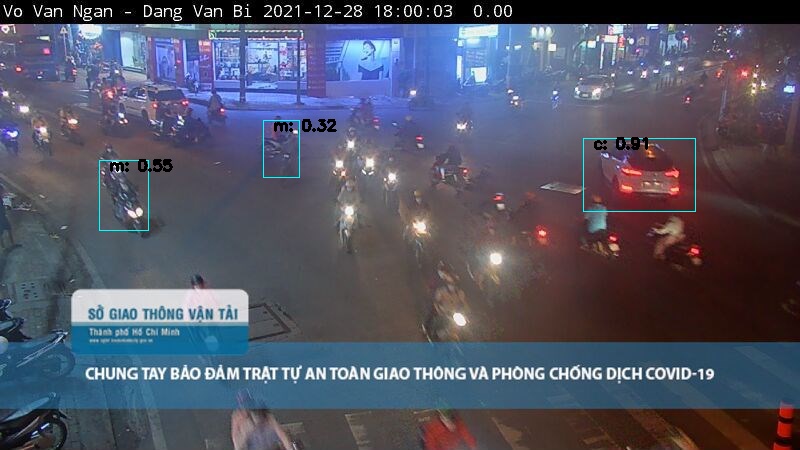 Vo Van Ngan - Dang Van Bi 2021-12-28 18:00:03 0.00
m: 0.32
c: 0.91
m: 0.55
SỞ GIAO THÔNG VẬN TẢI
Thành phố Hồ Chí Minh
CHUNG TAY BẢO ĐẢM TRẬT TỰ AN TOÀN GIAO THÔNG VÀ PHÒNG CHỐNG DỊCH COVID-19